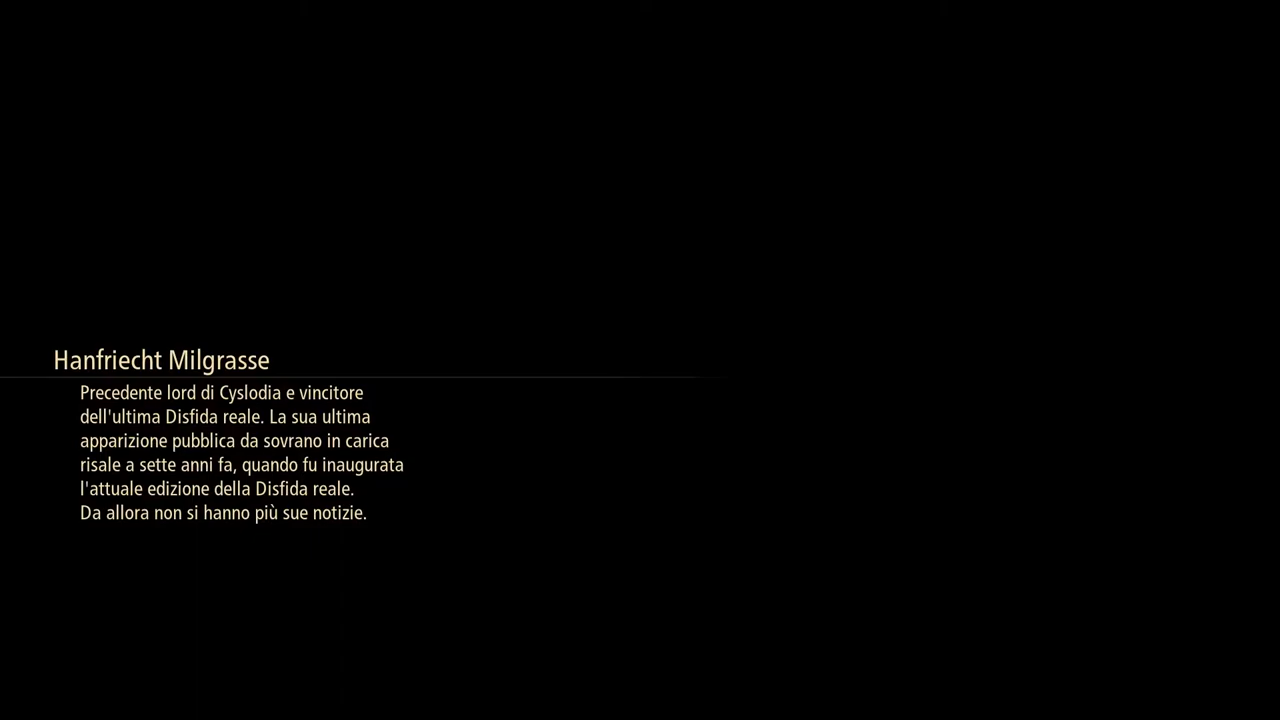 Hanfriecht Milgrasse
Precedente lord di Cyslodia e vincitore
dell'ultima Disfida reale. La sua ultima
apparizione pubblica da sovrano in carica
risale a sette anni fa, quando fu inaugurata
l'attuale edizione della Disfida reale.
Da allora non si hanno più sue notizie.